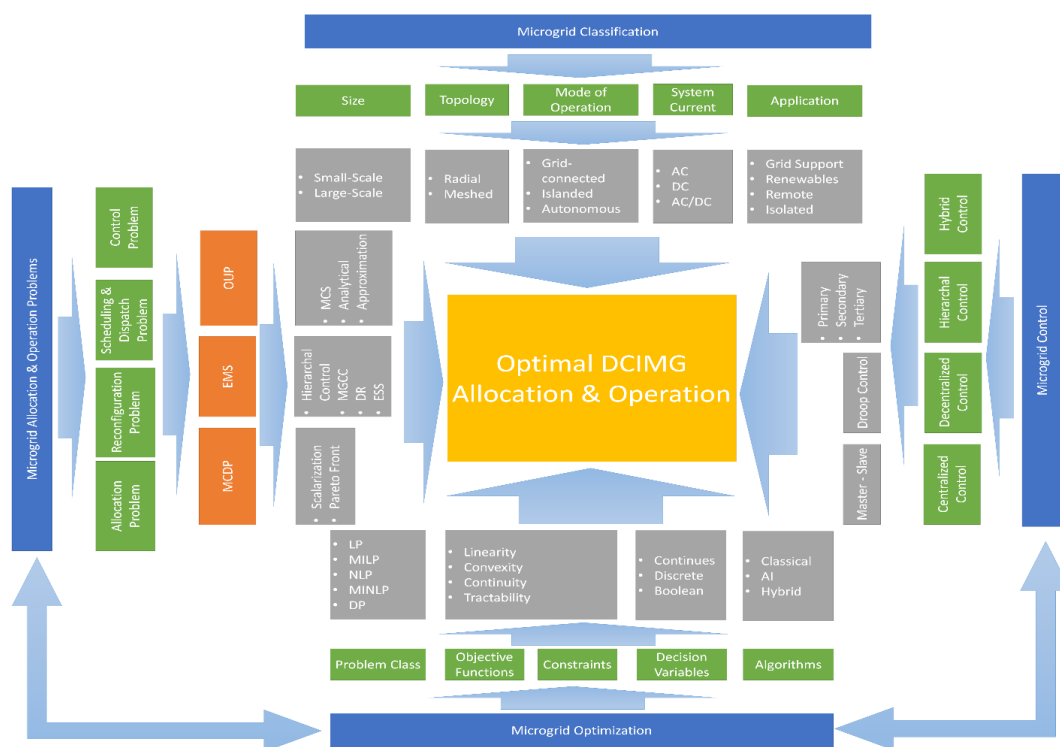 Microgrid Classification
Size
Topology
Mode of
Operation
System
Current
Application
• Small-Scale
• Large-Scale
• Radial
• Meshed
• Grid-
connected
• Islanded
• Autonomous
• AC
• DC
• AC/DC
• Grid Support
• Renewables
• Remote
• Isolated
Microgrid Allocation & Operation Problems
Control
Problem
Scheduling &
Dispatch
Problem
Reconfiguration
Problem
Allocation
Problem
OUP
EMS
MCDP
• MCS
• Analytical
• Approximation
• Hierarchal
Control
• MGCC
• DR
• ESS
• Scalarization
• Pareto Front
Optimal DCIMG
Allocation & Operation
• Primary
• Secondary
• Tertiary
Droop Control
Master - Slave
Hybrid Control
Hierarchal
Control
Decentralized
Control
Centralized
Control
Microgrid Control
• LP
• MILP
• NLP
• MINLP
• DP
• Linearity
• Convexity
• Continuity
• Tractability
• Continues
• Discrete
• Boolean
• Classical
• AI
• Hybrid
Problem Class
Objective
Functions
Constraints
Decision
Variables
Algorithms
Microgrid Optimization